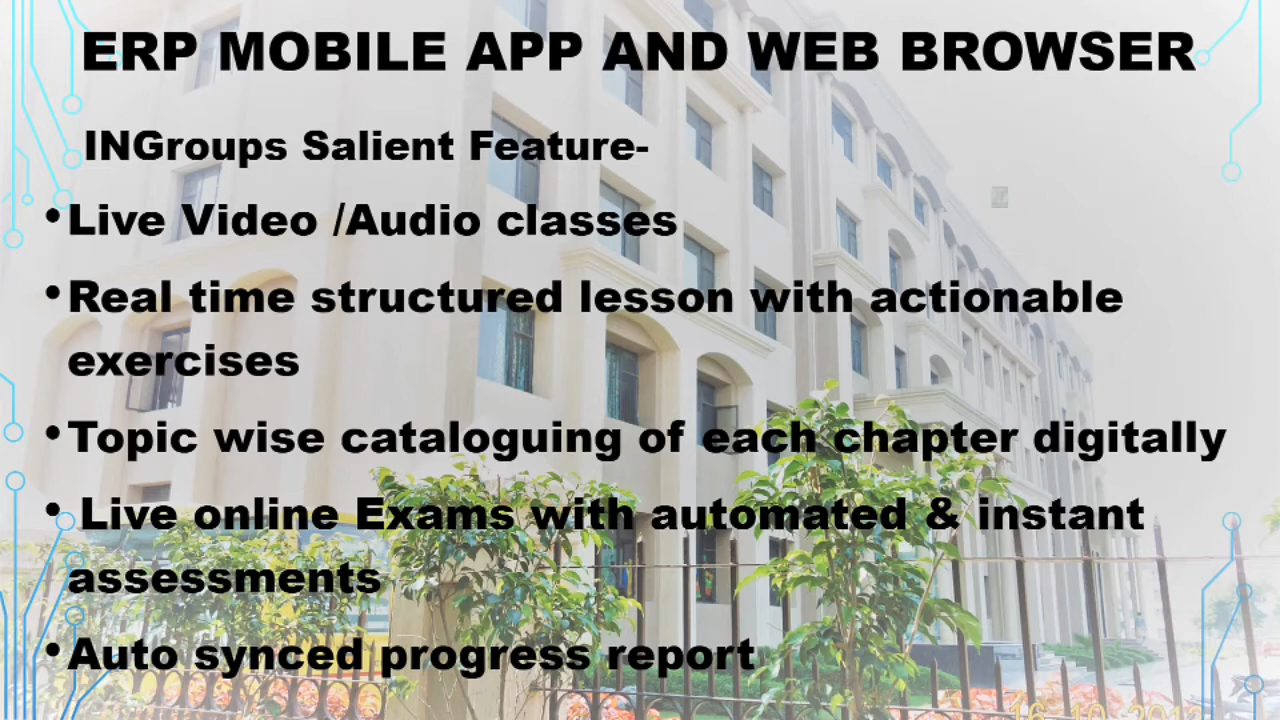 ERP MOBILE APP AND WEB BROWSER
INGroups Salient Feature-
•Live Video /Audio classes
•Real time structured lesson with actionable
exercises
•Topic wise cataloguing of each chapter digitally
• Live online Exams with automated & instant
assessments
•Auto synced progress report